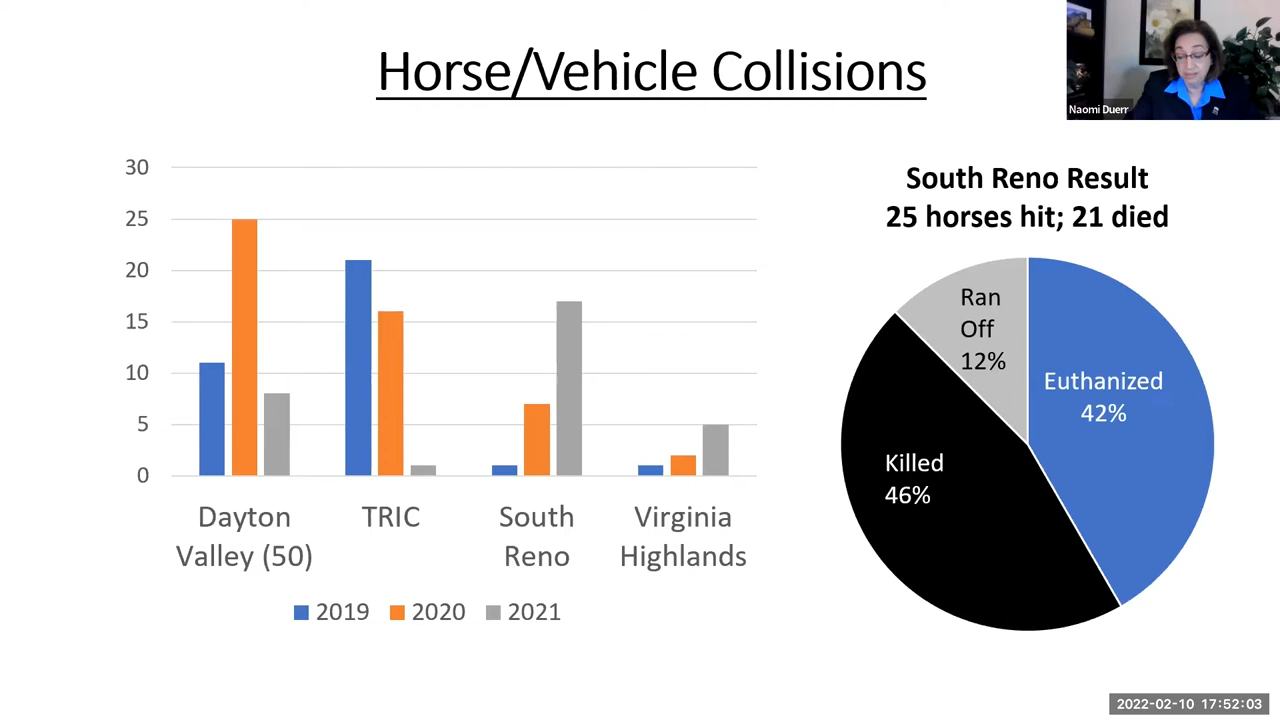 Horse/Vehicle Collisions
Naomi Duerr
30
25
20
15
10
5
0
Dayton
Valley (50)
TRIC
South
Reno
Virginia
Highlands
2019
2020
2021
South Reno Result
25 horses hit; 21 died
Ran
Off
12%
Euthanized
42%
Killed
46%
2022-02-10 17:52:03